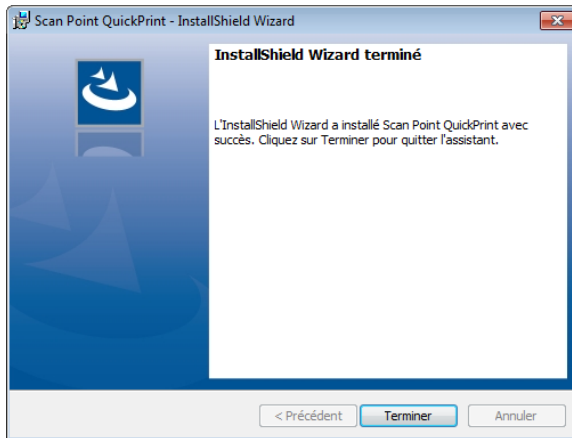 Scan Point QuickPrint - InstallShield Wizard
InstallShield Wizard terminé
L'InstallShield Wizard a installé Scan Point QuickPrint avec
succès. Cliquez sur Terminer pour quitter l'assistant.
< Précédent Terminer Annuler